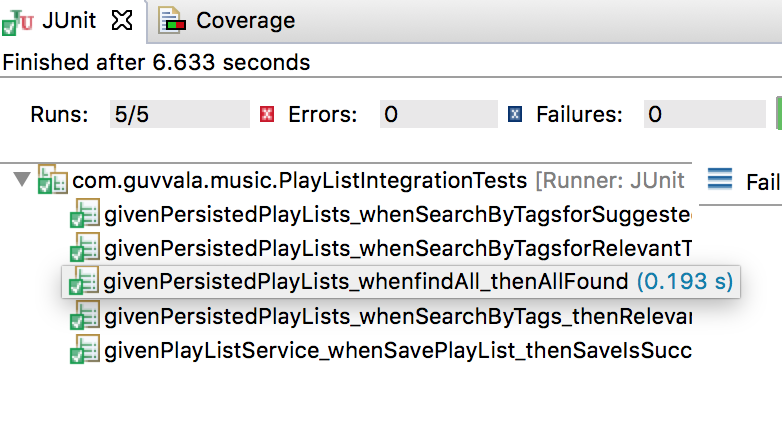 JUnit Coverage
Finished after 6.633 seconds
Runs: 5/5 Errors: 0 Failures: 0
com.guvvala.music.PlayListIntegrationTests [Runner: JUnit Fail
givenPersistedPlayLists_whenSearchByTagsforSuggeste
givenPersistedPlayLists_whenSearchByTagsforRelevantT
givenPersistedPlayLists_whenfindAll_thenAllFound (0.193 s)
givenPersistedPlayLists_whenSearchByTags_thenRelevan
givenPlayListService_whenSavePlayList_thenSaveIsSucc